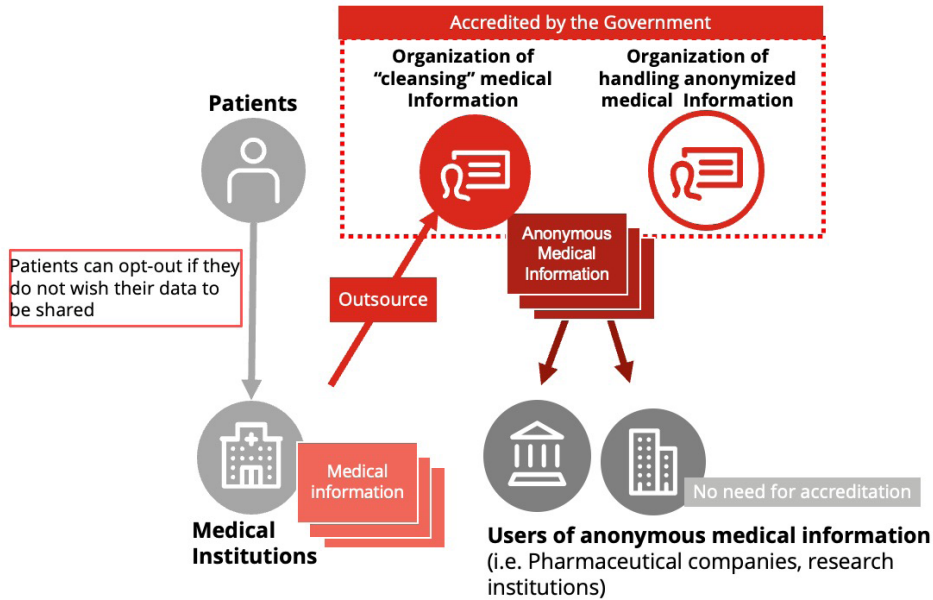 Accredited by the Government
Organization of
“cleansing” medical
Information
Organization of
handling anonymized
medical Information
Patients
Anonymous
Medical
Information
Patients can opt-out if they
do not wish their data to
be shared
Outsource
Medical
information
No need for accreditation
Medical
Institutions
Users of anonymous medical information
(i.e. Pharmaceutical companies, research
institutions)